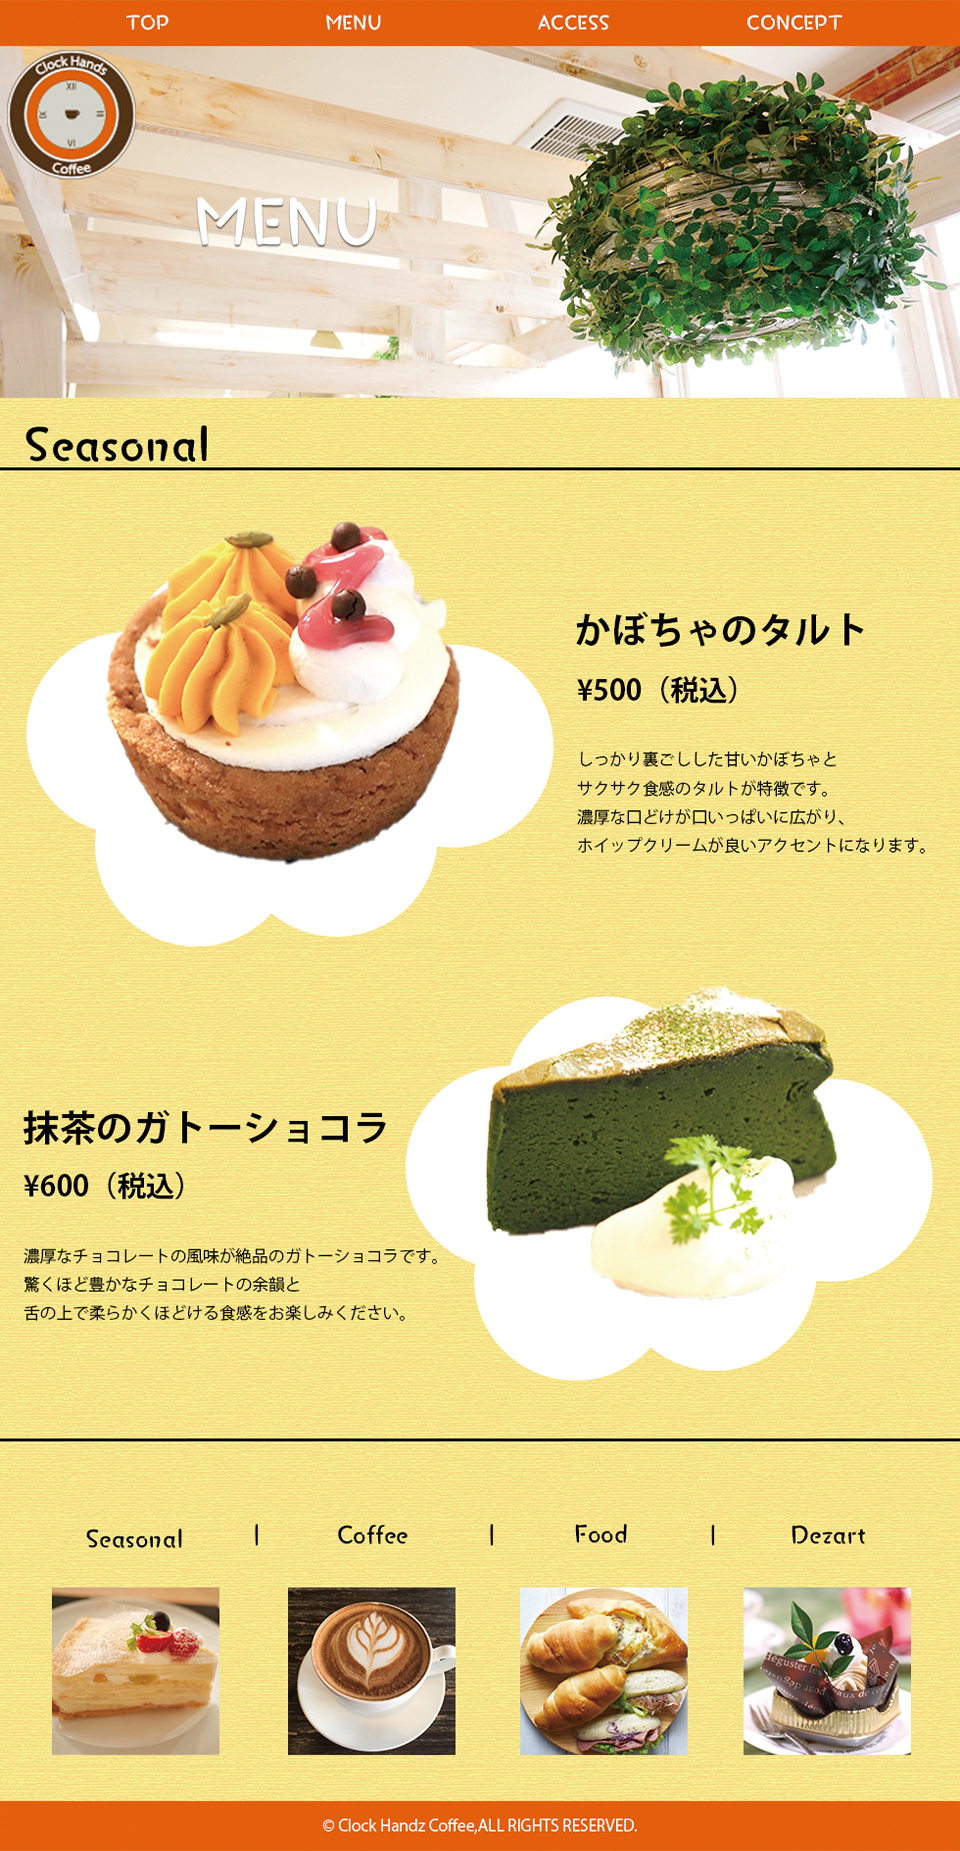 TOP MENU ACCESS CONCEPT
Clock Hands
XII
III
VI
IX
Coffee
MENU
Seasonal
かぼちゃのタルト
¥500（税込）
しっかり裏ごしした甘いかぼちゃと
サクサク食感のタルトが特徴です。
濃厚な口どけが口いっぱいに広がり、
ホイップクリームが良いアクセントになります。
抹茶のガトーショコラ
¥600（税込）
濃厚なチョコレートの風味が絶品のガトーショコラです。
驚くほど豊かなチョコレートの余韻と
舌の上で柔らかくほどける食感をお楽しみください。
Seasonal | Coffee | Food | Dezart
déguster les
© Clock Handz Coffee,ALL RIGHTS RESERVED.